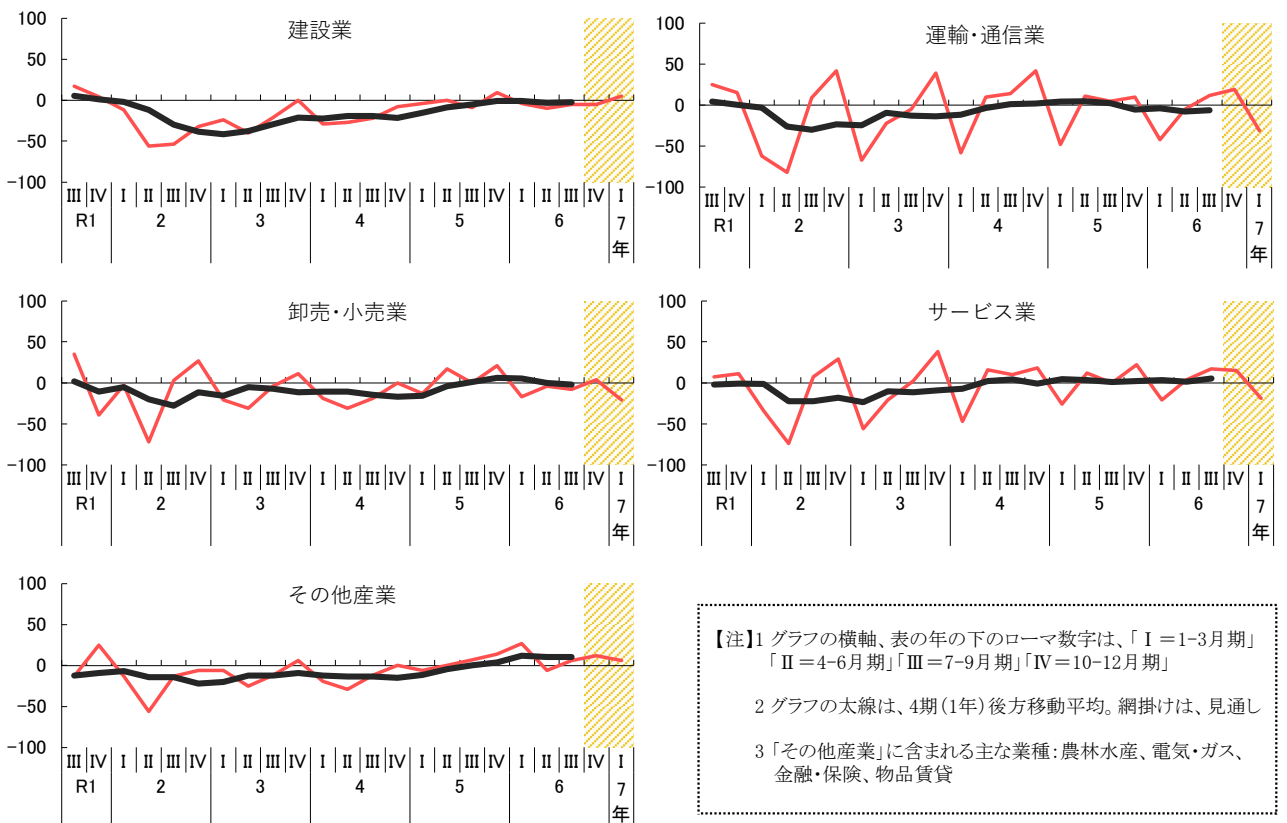 建設業
100
50
0
-50
-100
Ⅲ Ⅳ Ⅰ Ⅱ Ⅲ Ⅳ Ⅰ Ⅱ Ⅲ Ⅳ Ⅰ Ⅱ Ⅲ Ⅳ Ⅰ Ⅱ Ⅲ Ⅳ Ⅰ Ⅱ Ⅲ Ⅳ Ⅰ
R1 2 3 4 5 6 7
年
運輸・通信業
100
50
0
-50
-100
Ⅲ Ⅳ Ⅰ Ⅱ Ⅲ Ⅳ Ⅰ Ⅱ Ⅲ Ⅳ Ⅰ Ⅱ Ⅲ Ⅳ Ⅰ Ⅱ Ⅲ Ⅳ Ⅰ Ⅱ Ⅲ Ⅳ Ⅰ
R1 2 3 4 5 6 7
年
卸売・小売業
100
50
0
-50
-100
Ⅲ Ⅳ Ⅰ Ⅱ Ⅲ Ⅳ Ⅰ Ⅱ Ⅲ Ⅳ Ⅰ Ⅱ Ⅲ Ⅳ Ⅰ Ⅱ Ⅲ Ⅳ Ⅰ Ⅱ Ⅲ Ⅳ Ⅰ
R1 2 3 4 5 6 7
年
サービス業
100
50
0
-50
-100
Ⅲ Ⅳ Ⅰ Ⅱ Ⅲ Ⅳ Ⅰ Ⅱ Ⅲ Ⅳ Ⅰ Ⅱ Ⅲ Ⅳ Ⅰ Ⅱ Ⅲ Ⅳ Ⅰ Ⅱ Ⅲ Ⅳ Ⅰ
R1 2 3 4 5 6 7
年
その他産業
100
50
0
-50
-100
Ⅲ Ⅳ Ⅰ Ⅱ Ⅲ Ⅳ Ⅰ Ⅱ Ⅲ Ⅳ Ⅰ Ⅱ Ⅲ Ⅳ Ⅰ Ⅱ Ⅲ Ⅳ Ⅰ Ⅱ Ⅲ Ⅳ Ⅰ
R1 2 3 4 5 6 7
年
【注】1 グラフの横軸、表の年の下のローマ数字は、「Ⅰ＝1-3月期」
「Ⅱ＝4-6月期」「Ⅲ＝7-9月期」「Ⅳ＝10-12月期」
2 グラフの太線は、4期(1年)後方移動平均。網掛けは、見通し
3 「その他産業」に含まれる主な業種：農林水産、電気・ガス、
金融・保険、物品賃貸